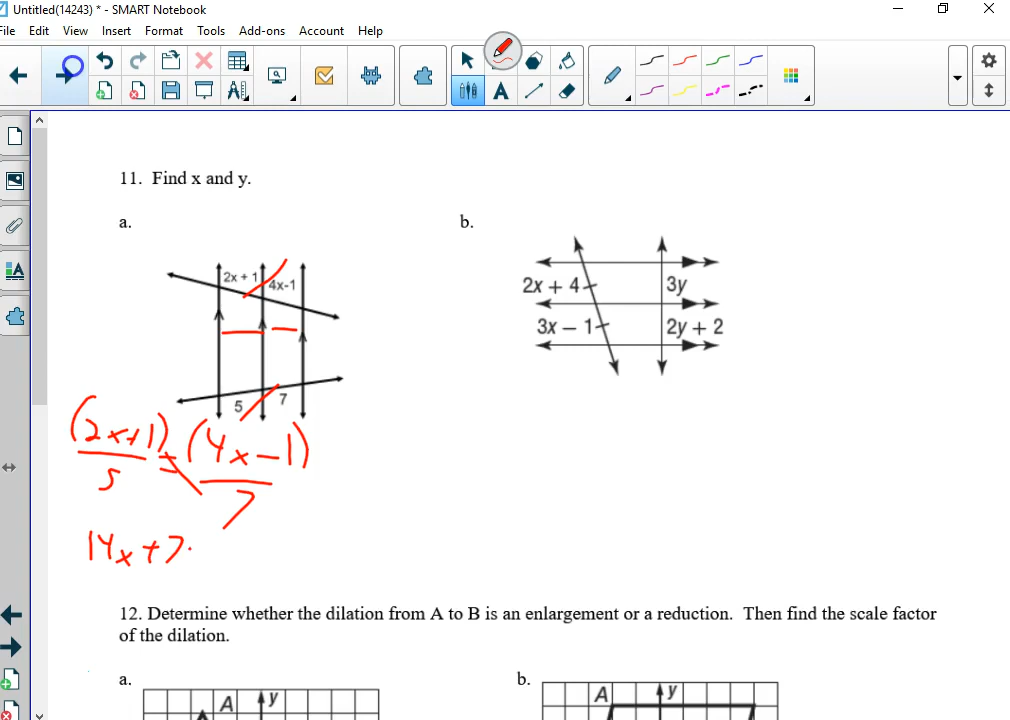 Untitled(14243) * - SMART Notebook
File Edit View Insert Format Tools Add-ons Account Help
11. Find x and y.
a.
b.
2x + 1
4x-1
5
7
2x + 4
3y
3x – 1
2y + 2
(2x+1) = (4x-1)
5
7
14x+7
12. Determine whether the dilation from A to B is an enlargement or a reduction. Then find the scale factor
of the dilation.
a.
b.
A
y
A
y